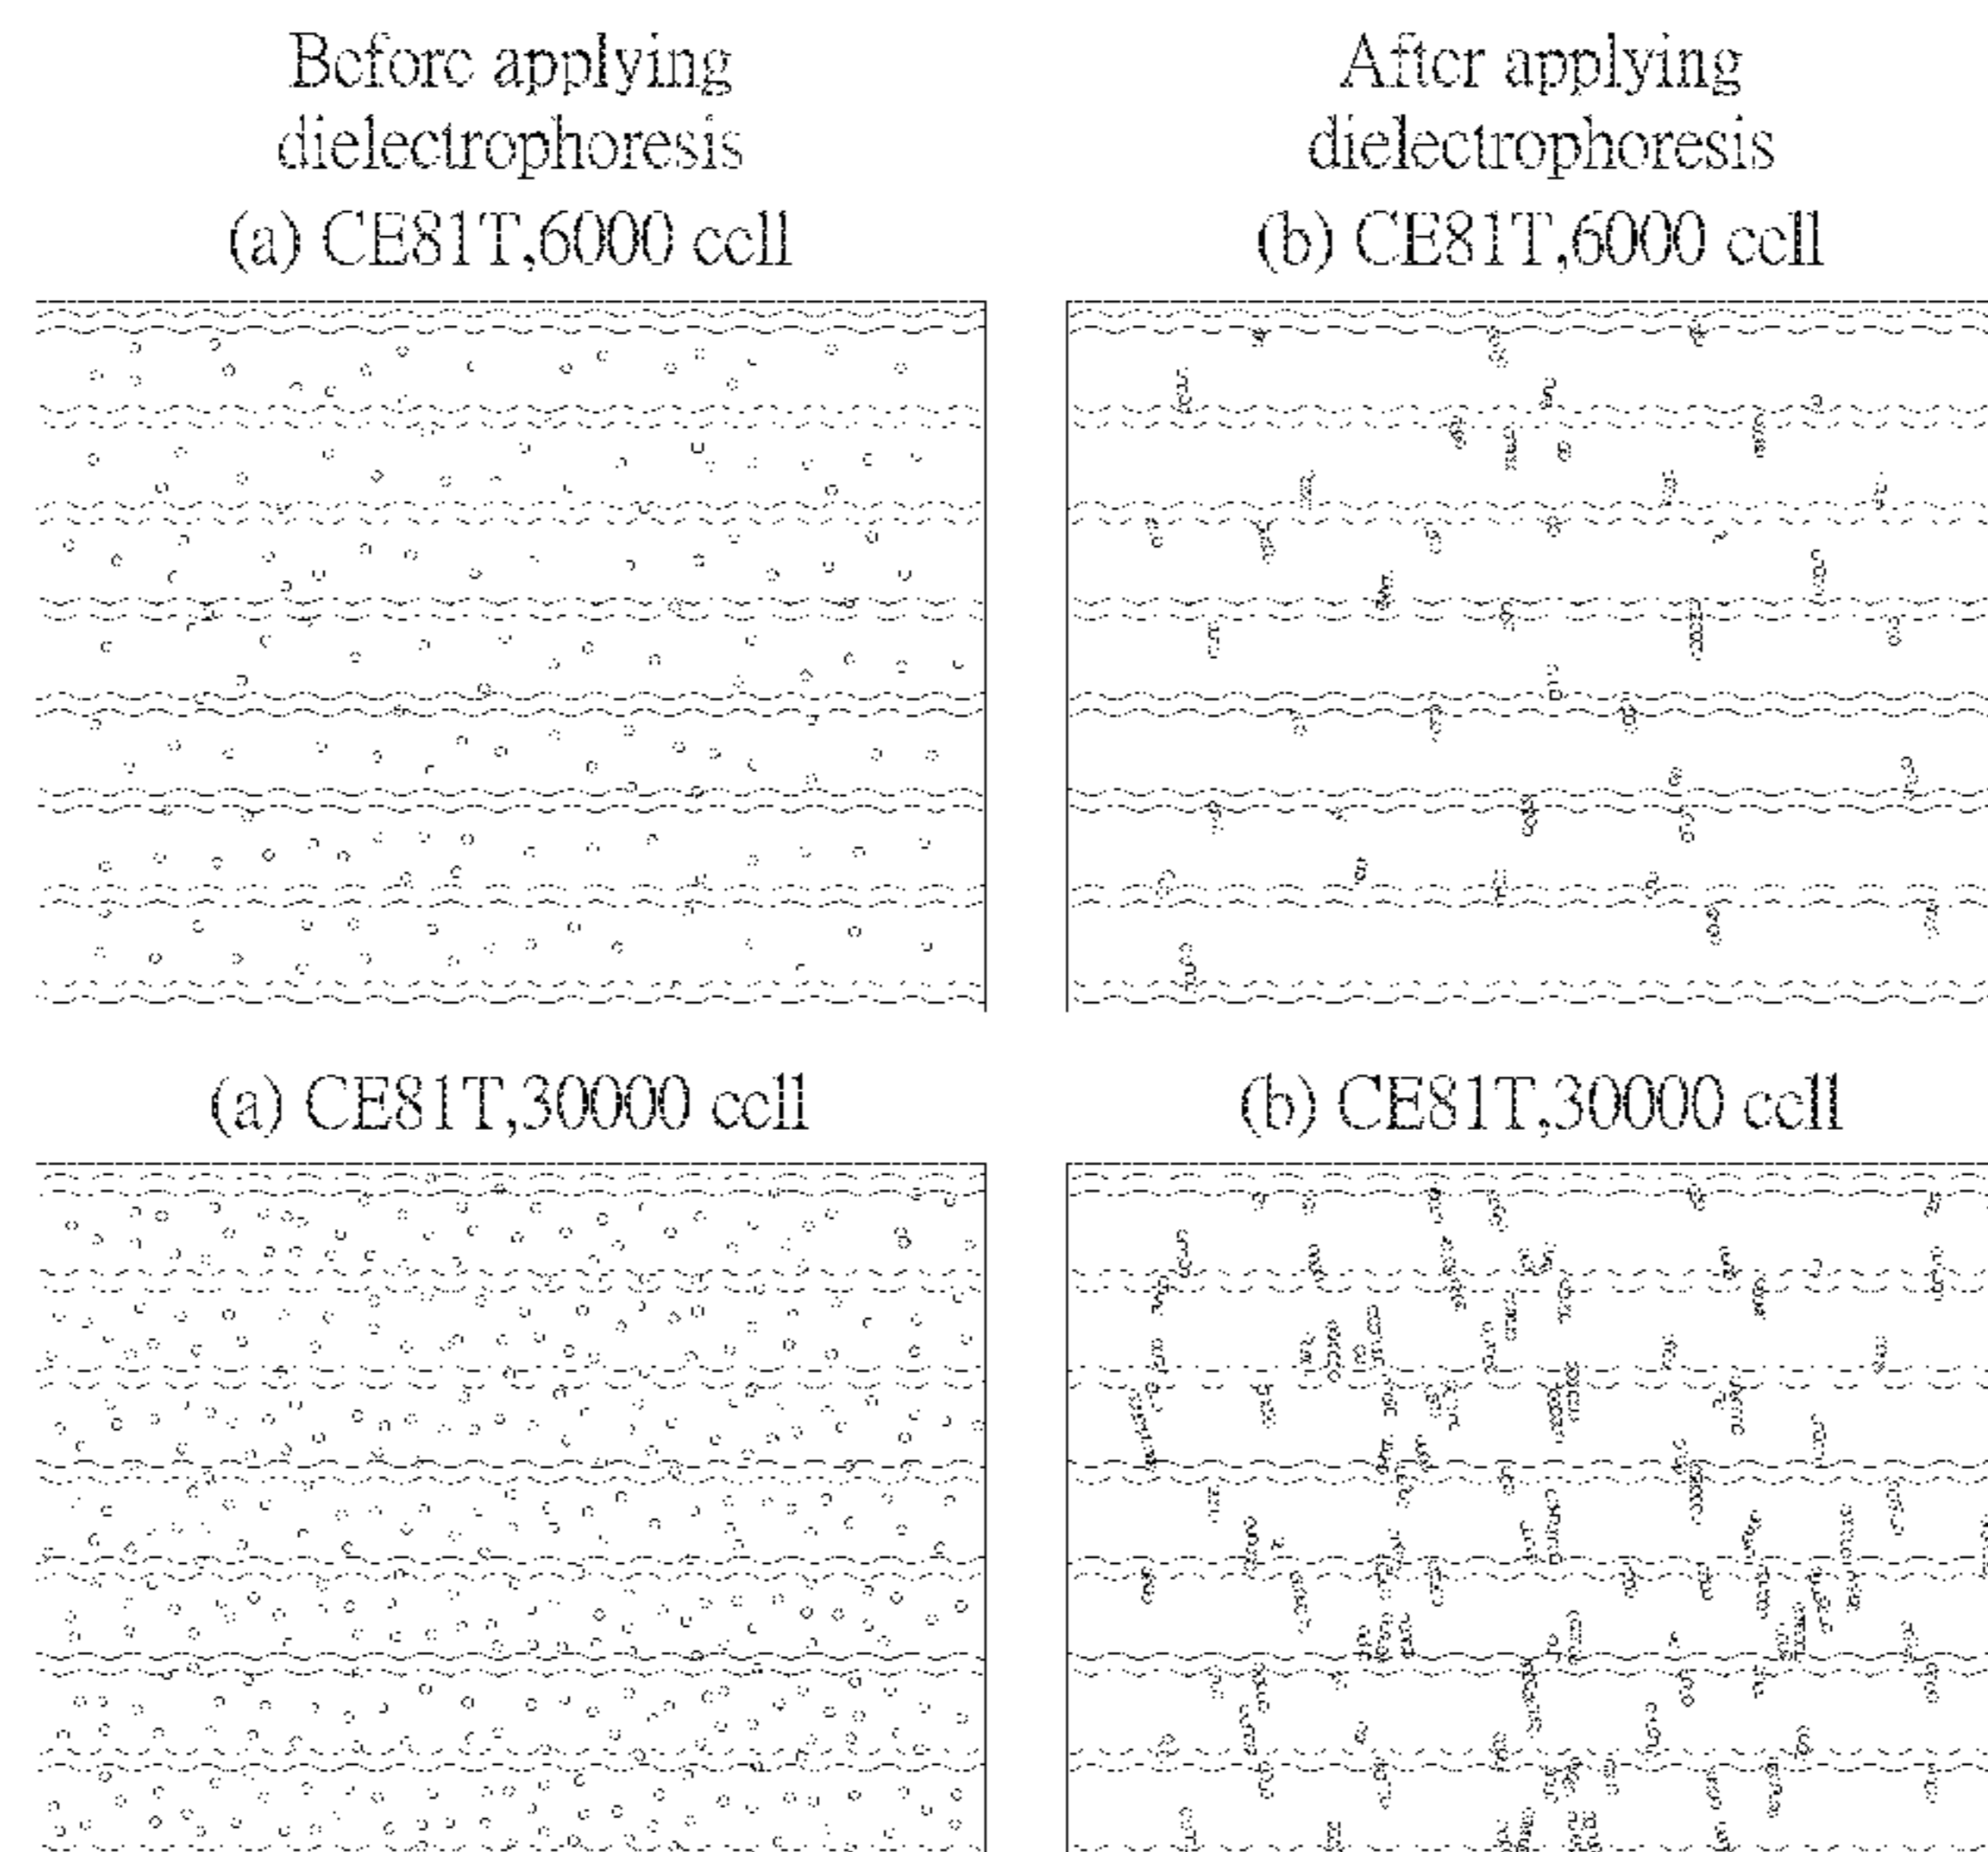 Before applying
dielectrophoresis
(a) CE81T,6000 cell
After applying
dielectrophoresis
(b) CE81T,6000 cell
(a) CE81T,30000 cell
(b) CE81T,30000 cell